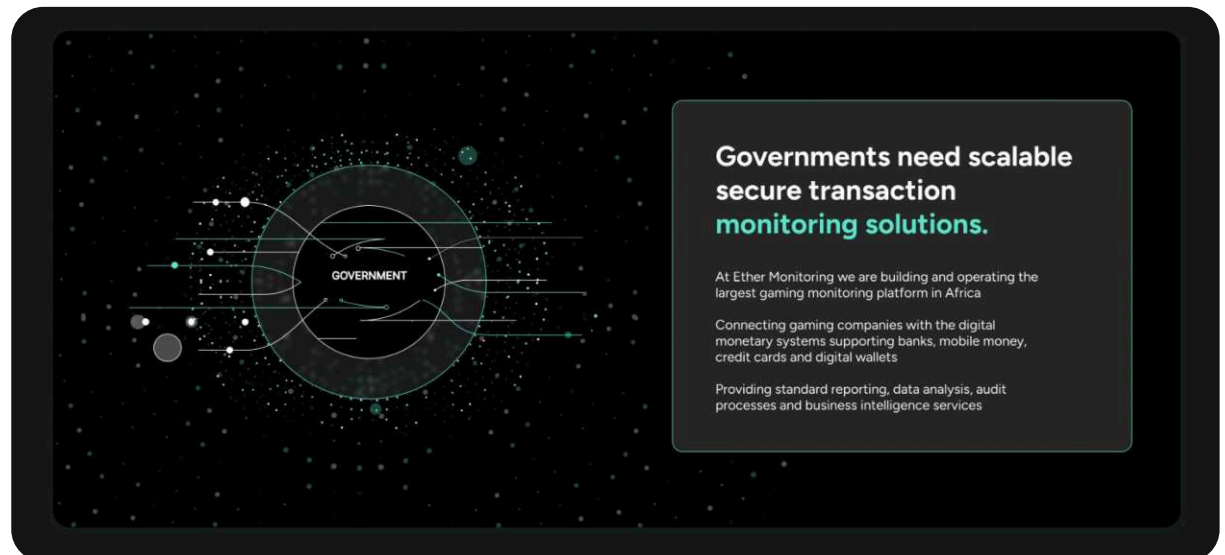 GOVERNMENT
Governments need scalable
secure transaction
monitoring solutions.
At Ether Monitoring we are building and operating the
largest gaming monitoring platform in Africa
Connecting gaming companies with the digital
monetary systems supporting banks, mobile money,
credit cards and digital wallets
Providing standard reporting, data analysis, audit
processes and business intelligence services